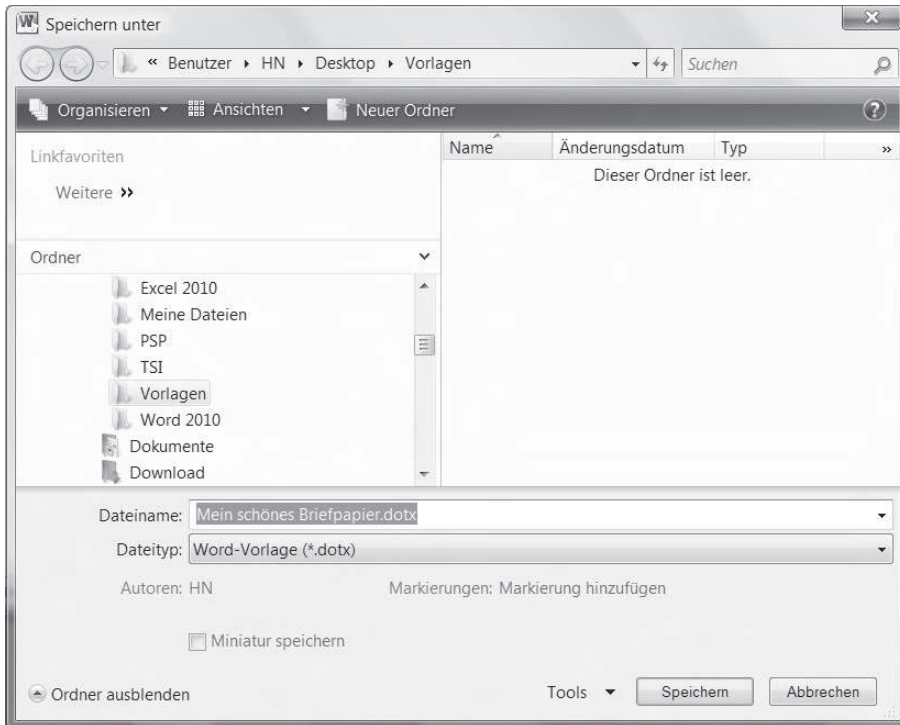 Speichern unter
« Benutzer HN Desktop Vorlagen Suchen
Organisieren Ansichten Neuer Ordner ?
Linkfavoriten
Weitere »
Name Änderungsdatum Typ »
Dieser Ordner ist leer.
Ordner
Excel 2010
Meine Dateien
PSP
TSI
Vorlagen
Word 2010
Dokumente
Download
Dateiname: Mein schönes Briefpapier.dotx
Dateityp: Word-Vorlage (*.dotx)
Autoren: HN Markierungen: Markierung hinzufügen
Miniatur speichern
Ordner ausblenden Tools Speichern Abbrechen